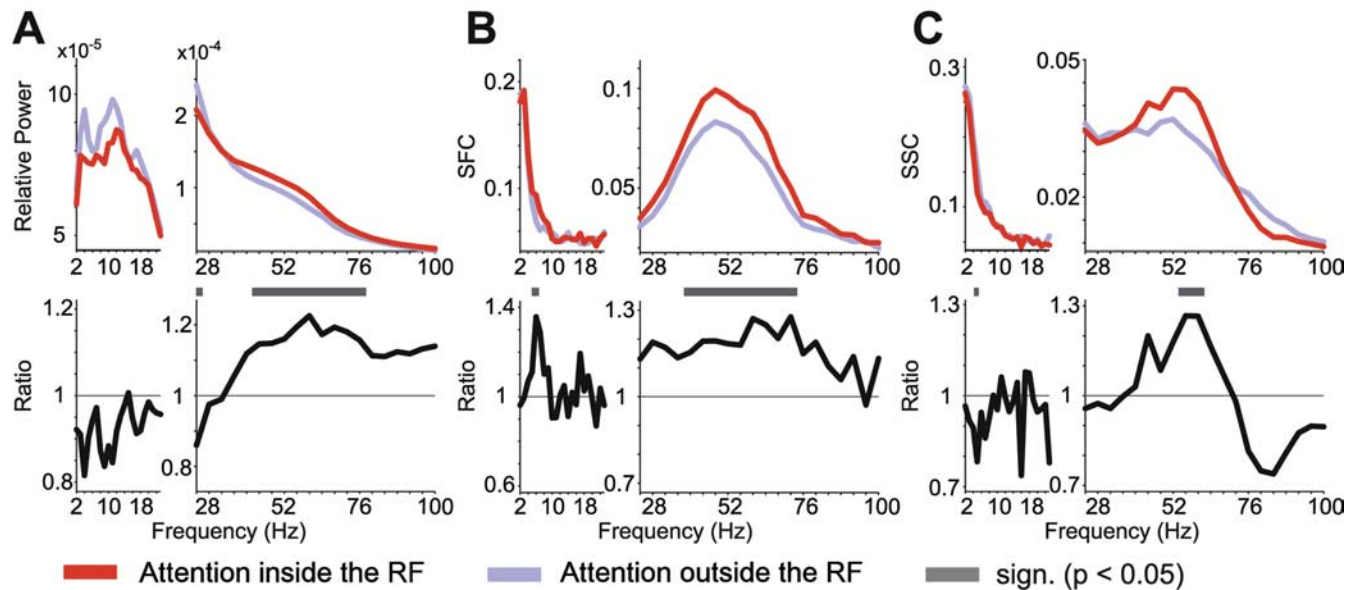 A
x10-5
Relative Power
10
5
2 10 18
x10-4
2
1
28 52 76 100
B
SFC
0.2
0.1
2 10 18
0.1
0.05
28 52 76 100
C
SSC
0.3
0.1
2 10 18
0.05
0.02
28 52 76 100
Ratio
1.2
1
0.8
2 10 18
1.2
1
0.8
28 52 76 100
Frequency (Hz)
Ratio
1.4
1
0.6
2 10 18
1.3
1
0.7
28 52 76 100
Frequency (Hz)
Ratio
1.3
1
0.7
2 10 18
1.3
1
0.7
28 52 76 100
Frequency (Hz)
Attention inside the RF
Attention outside the RF
sign. (p < 0.05)